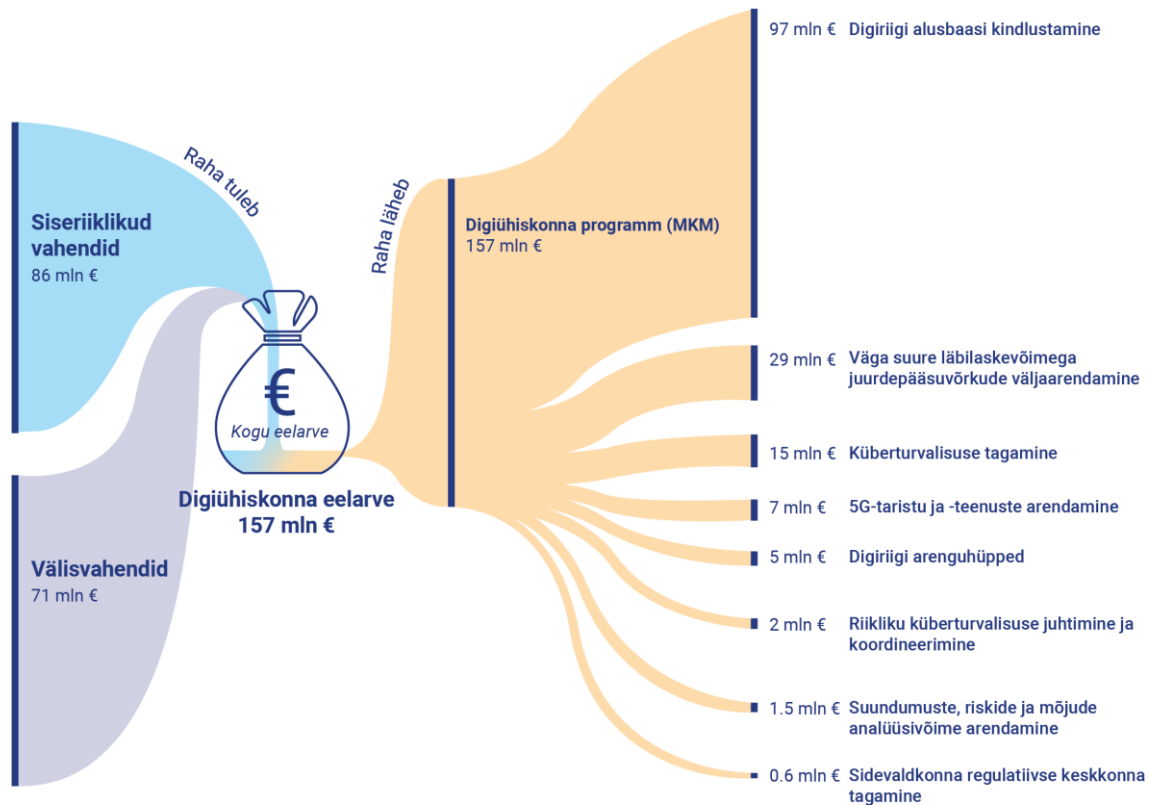 Raha tuleb
Siseriiklikud
vahendid
86 mln €
Välisvahendid
71 mln €
€
Kogu eelarve
Digiühiskonna eelarve
157 mln €
Raha läheb
Digiühiskonna programm (MKM)
157 mln €
97 mln € Digiriigi alusbaasi kindlustamine
29 mln € Väga suure läbilaskevõimega
juurdepääsuvõrkude väljaarendamine
15 mln € Küberturvalisuse tagamine
7 mln € 5G-taristu ja -teenuste arendamine
5 mln € Digiriigi arenguhüpped
2 mln € Riikliku küberturvalisuse juhtimine ja
koordineerimine
1.5 mln € Suundumuste, riskide ja mõjude
analüüsivõime arendamine
0.6 mln € Sidevaldkonna regulatiivse keskkonna
tagamine